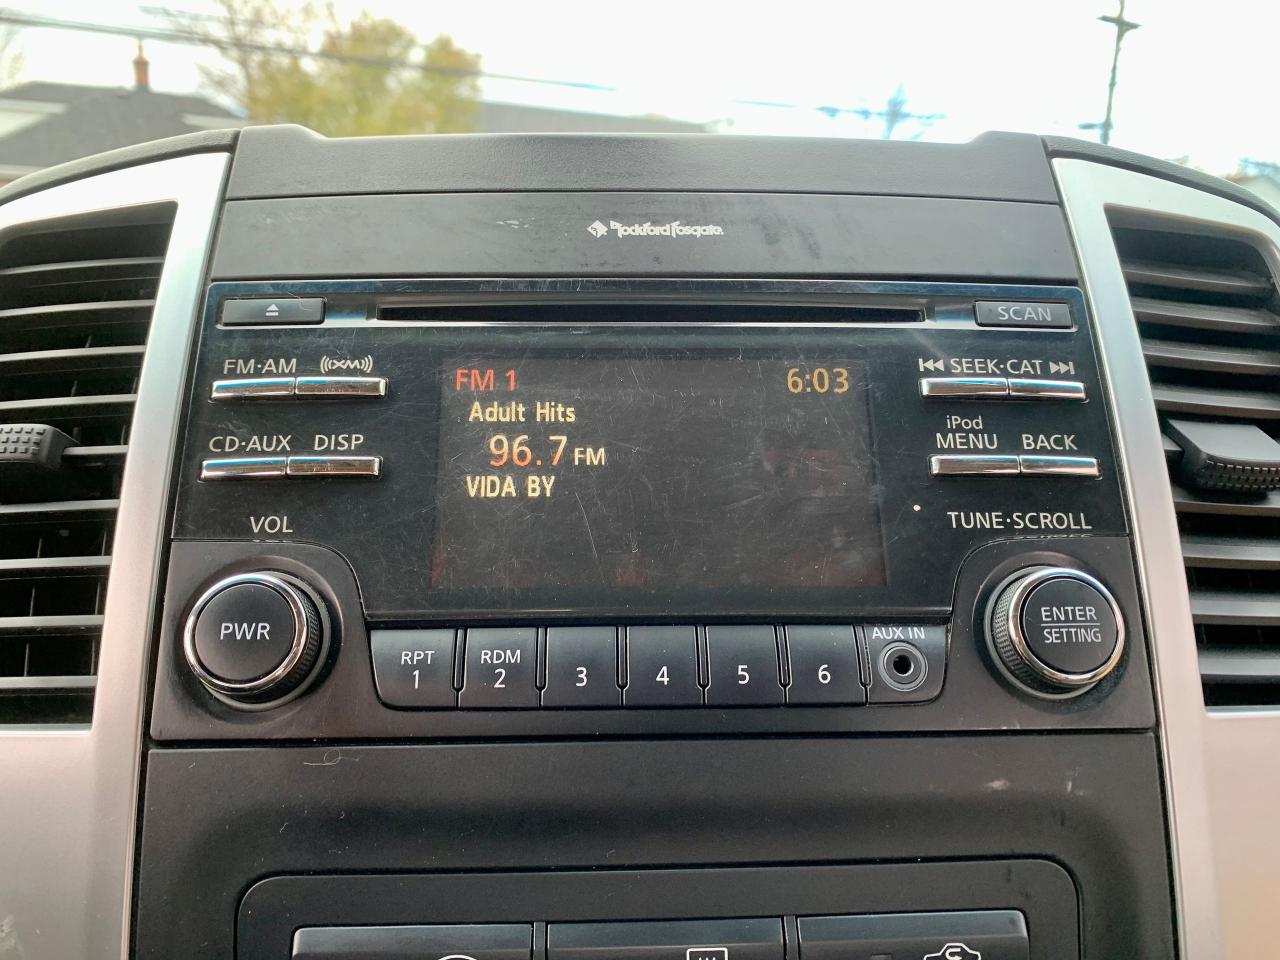 Rockford Fosgate
SCAN
FM·AM
(((XM)))
SEEK·CAT
CD·AUX
DISP
iPod
MENU
BACK
VOL
TUNE·SCROLL
FM 1
6:03
Adult Hits
96.7 FM
VIDA BY
PWR
ENTER
SETTING
RPT
1
RDM
2
3
4
5
6
AUX IN